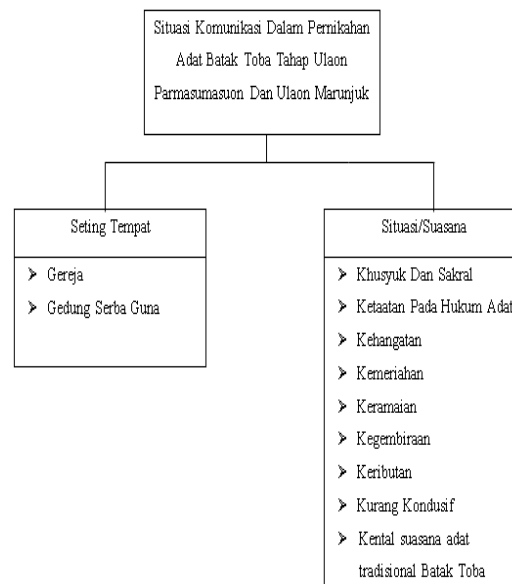 Situasi Komunikasi Dalam Pernikahan
Adat Batak Toba Tahap Ulaon
Parmasumasuon Dan Ulaon Marunjuk
Seting Tempat
➢ Gereja
➢ Gedung Serba Guna
Situasi/Suasana
➢ Khusyuk Dan Sakral
➢ Ketaatan Pada Hukum Adat
➢ Kehangatan
➢ Kemeriahan
➢ Keramaian
➢ Kegembiraan
➢ Keributan
➢ Kurang Kondusif
➢ Kental suasana adat
tradisional Batak Toba